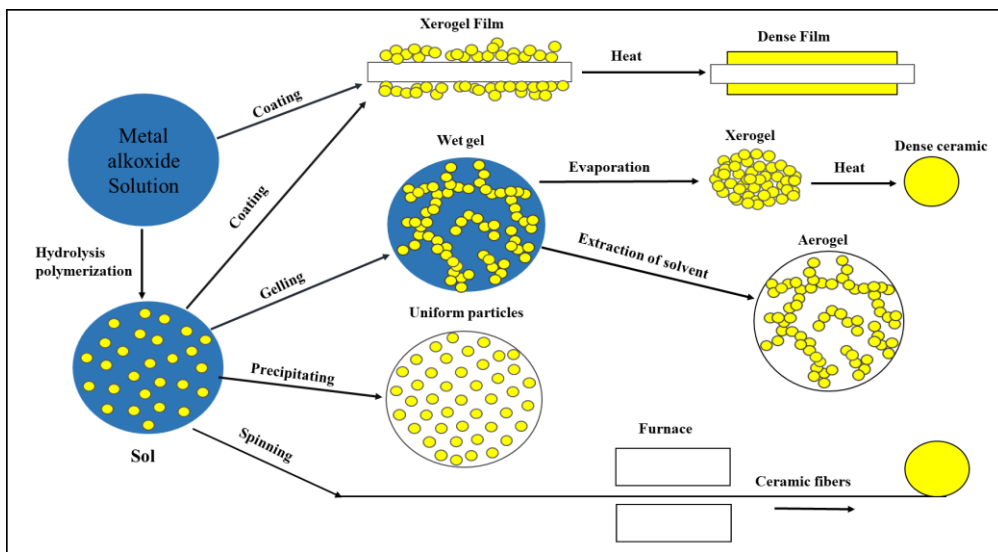 Xerogel Film
Dense Film
Heat
Coating
Metal
alkoxide
Solution
Wet gel
Xerogel
Dense ceramic
Evaporation
Heat
Coating
Hydrolysis
polymerization
Extraction of solvent
Aerogel
Gelling
Uniform particles
Precipitating
Spinning
Sol
Furnace
Ceramic fibers